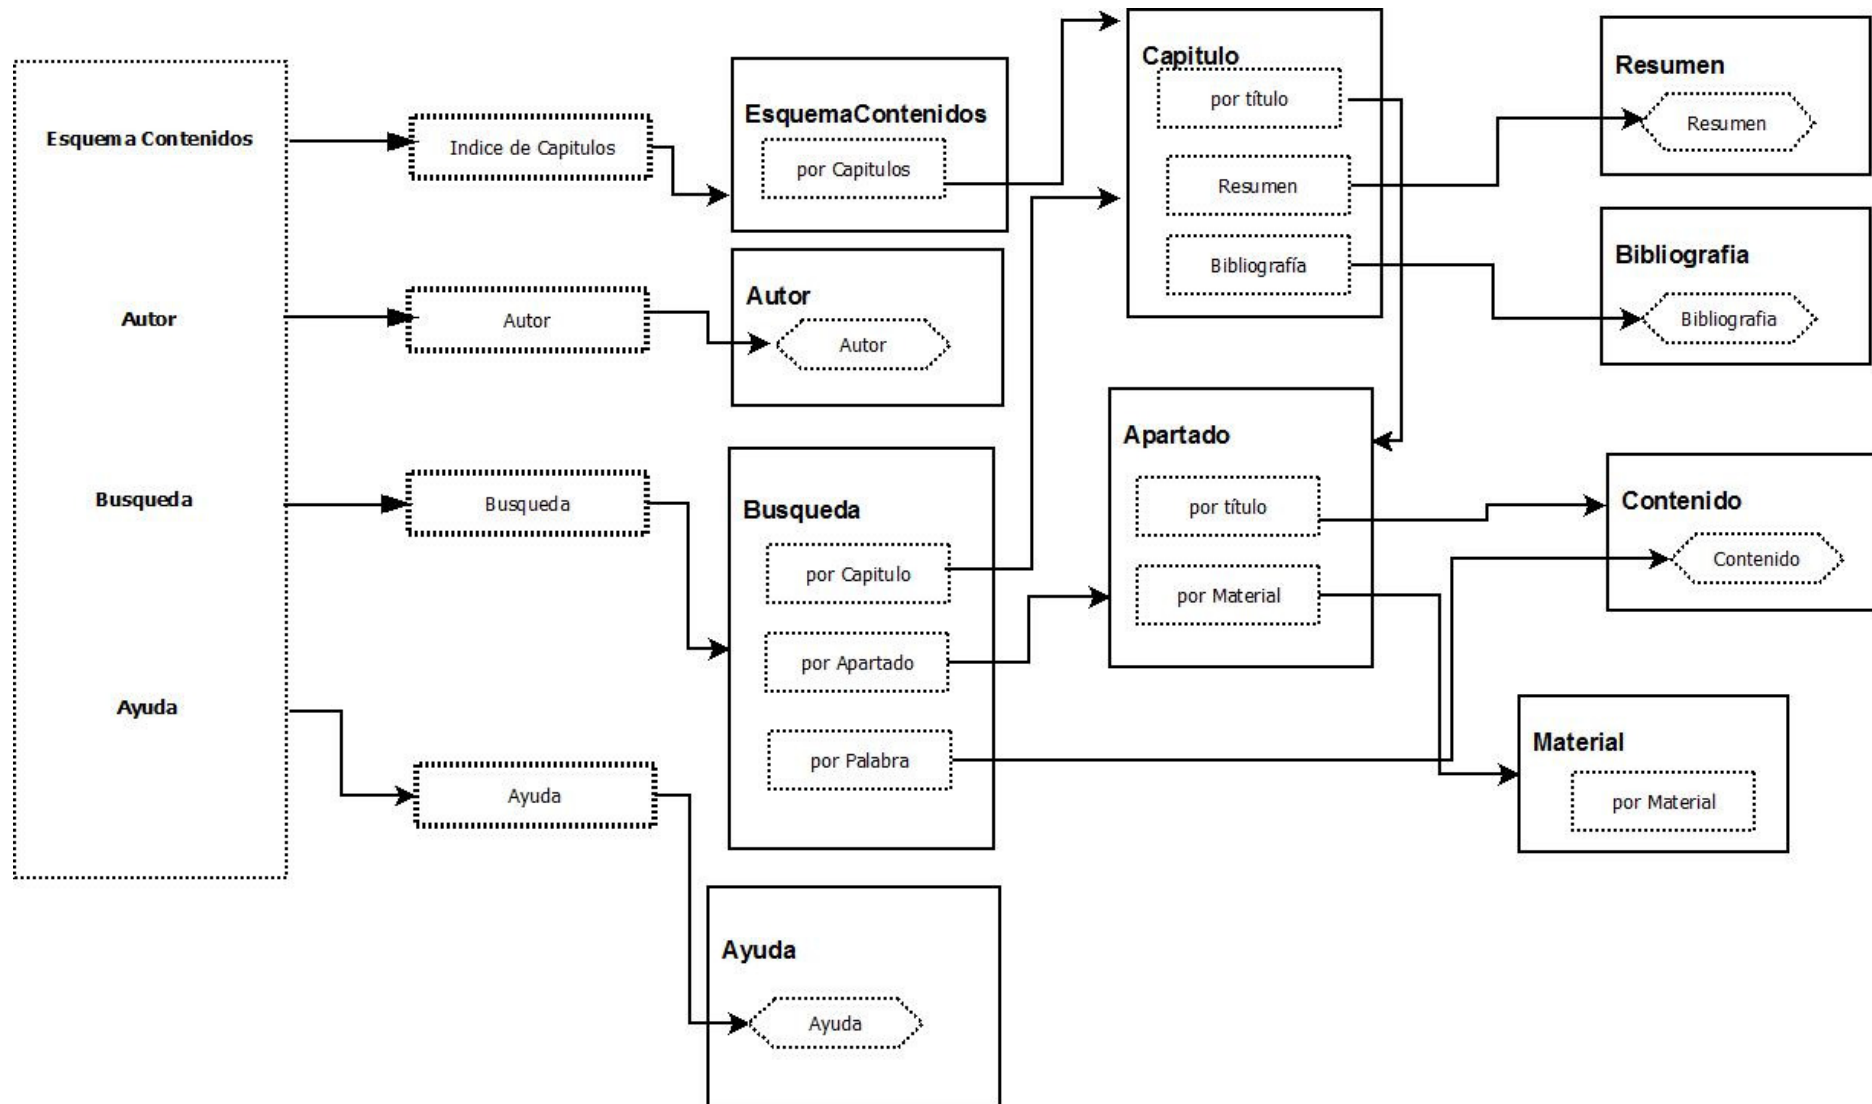 Esquema Contenidos
Autor
Busqueda
Ayuda
Indice de Capitulos
Autor
Busqueda
Ayuda
EsquemaContenidos
por Capitulos
Autor
Autor
Busqueda
por Capitulo
por Apartado
por Palabra
Ayuda
Ayuda
Capitulo
por título
Resumen
Bibliografía
Apartado
por título
por Material
Resumen
Resumen
Bibliografia
Bibliografia
Contenido
Contenido
Material
por Material